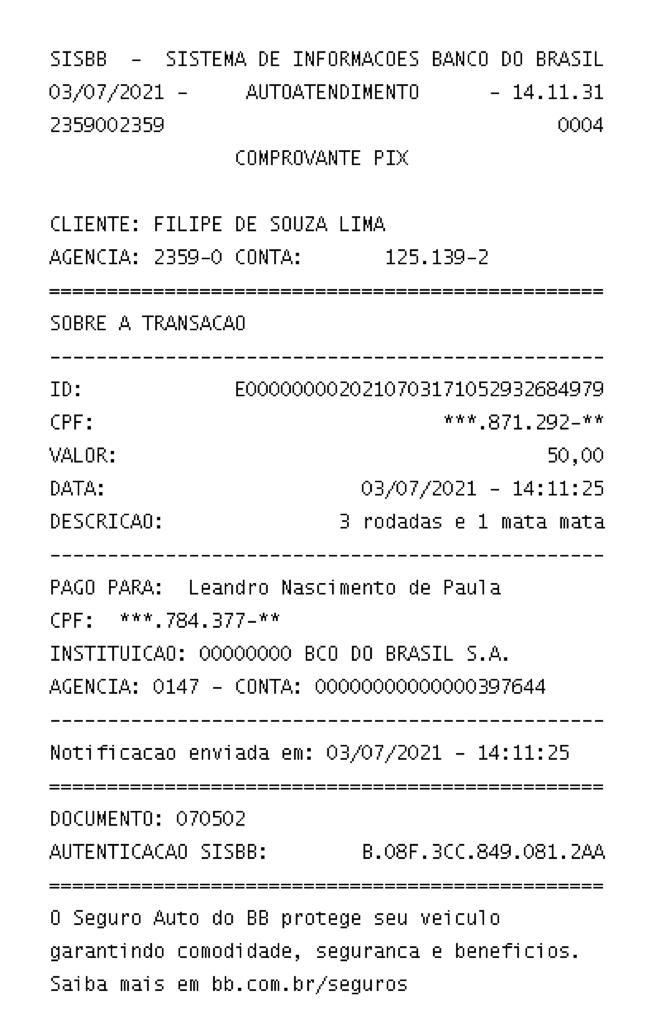 SISBB - SISTEMA DE INFORMACOES BANCO DO BRASIL
03/07/2021 - AUTOATENDIMENTO - 14.11.31
2359002359 0004
COMPROVANTE PIX
CLIENTE: FILIPE DE SOUZA LIMA
AGENCIA: 2359-0 CONTA: 125.139-2
================================================
SOBRE A TRANSACAO
------------------------------------------------
ID: E0000000020210703171052932684979
CPF: ***.871.292-**
VALOR: 50,00
DATA: 03/07/2021 - 14:11:25
DESCRICAO: 3 rodadas e 1 mata mata
------------------------------------------------
PAGO PARA: Leandro Nascimento de Paula
CPF: ***.784.377-**
INSTITUICAO: 00000000 BCO DO BRASIL S.A.
AGENCIA: 0147 - CONTA: 00000000000000397644
------------------------------------------------
Notificacao enviada em: 03/07/2021 - 14:11:25
================================================
DOCUMENTO: 070502
AUTENTICACAO SISBB: B.08F.3CC.849.081.2AA
================================================
O Seguro Auto do BB protege seu veiculo
garantindo comodidade, seguranca e beneficios.
Saiba mais em bb.com.br/seguros